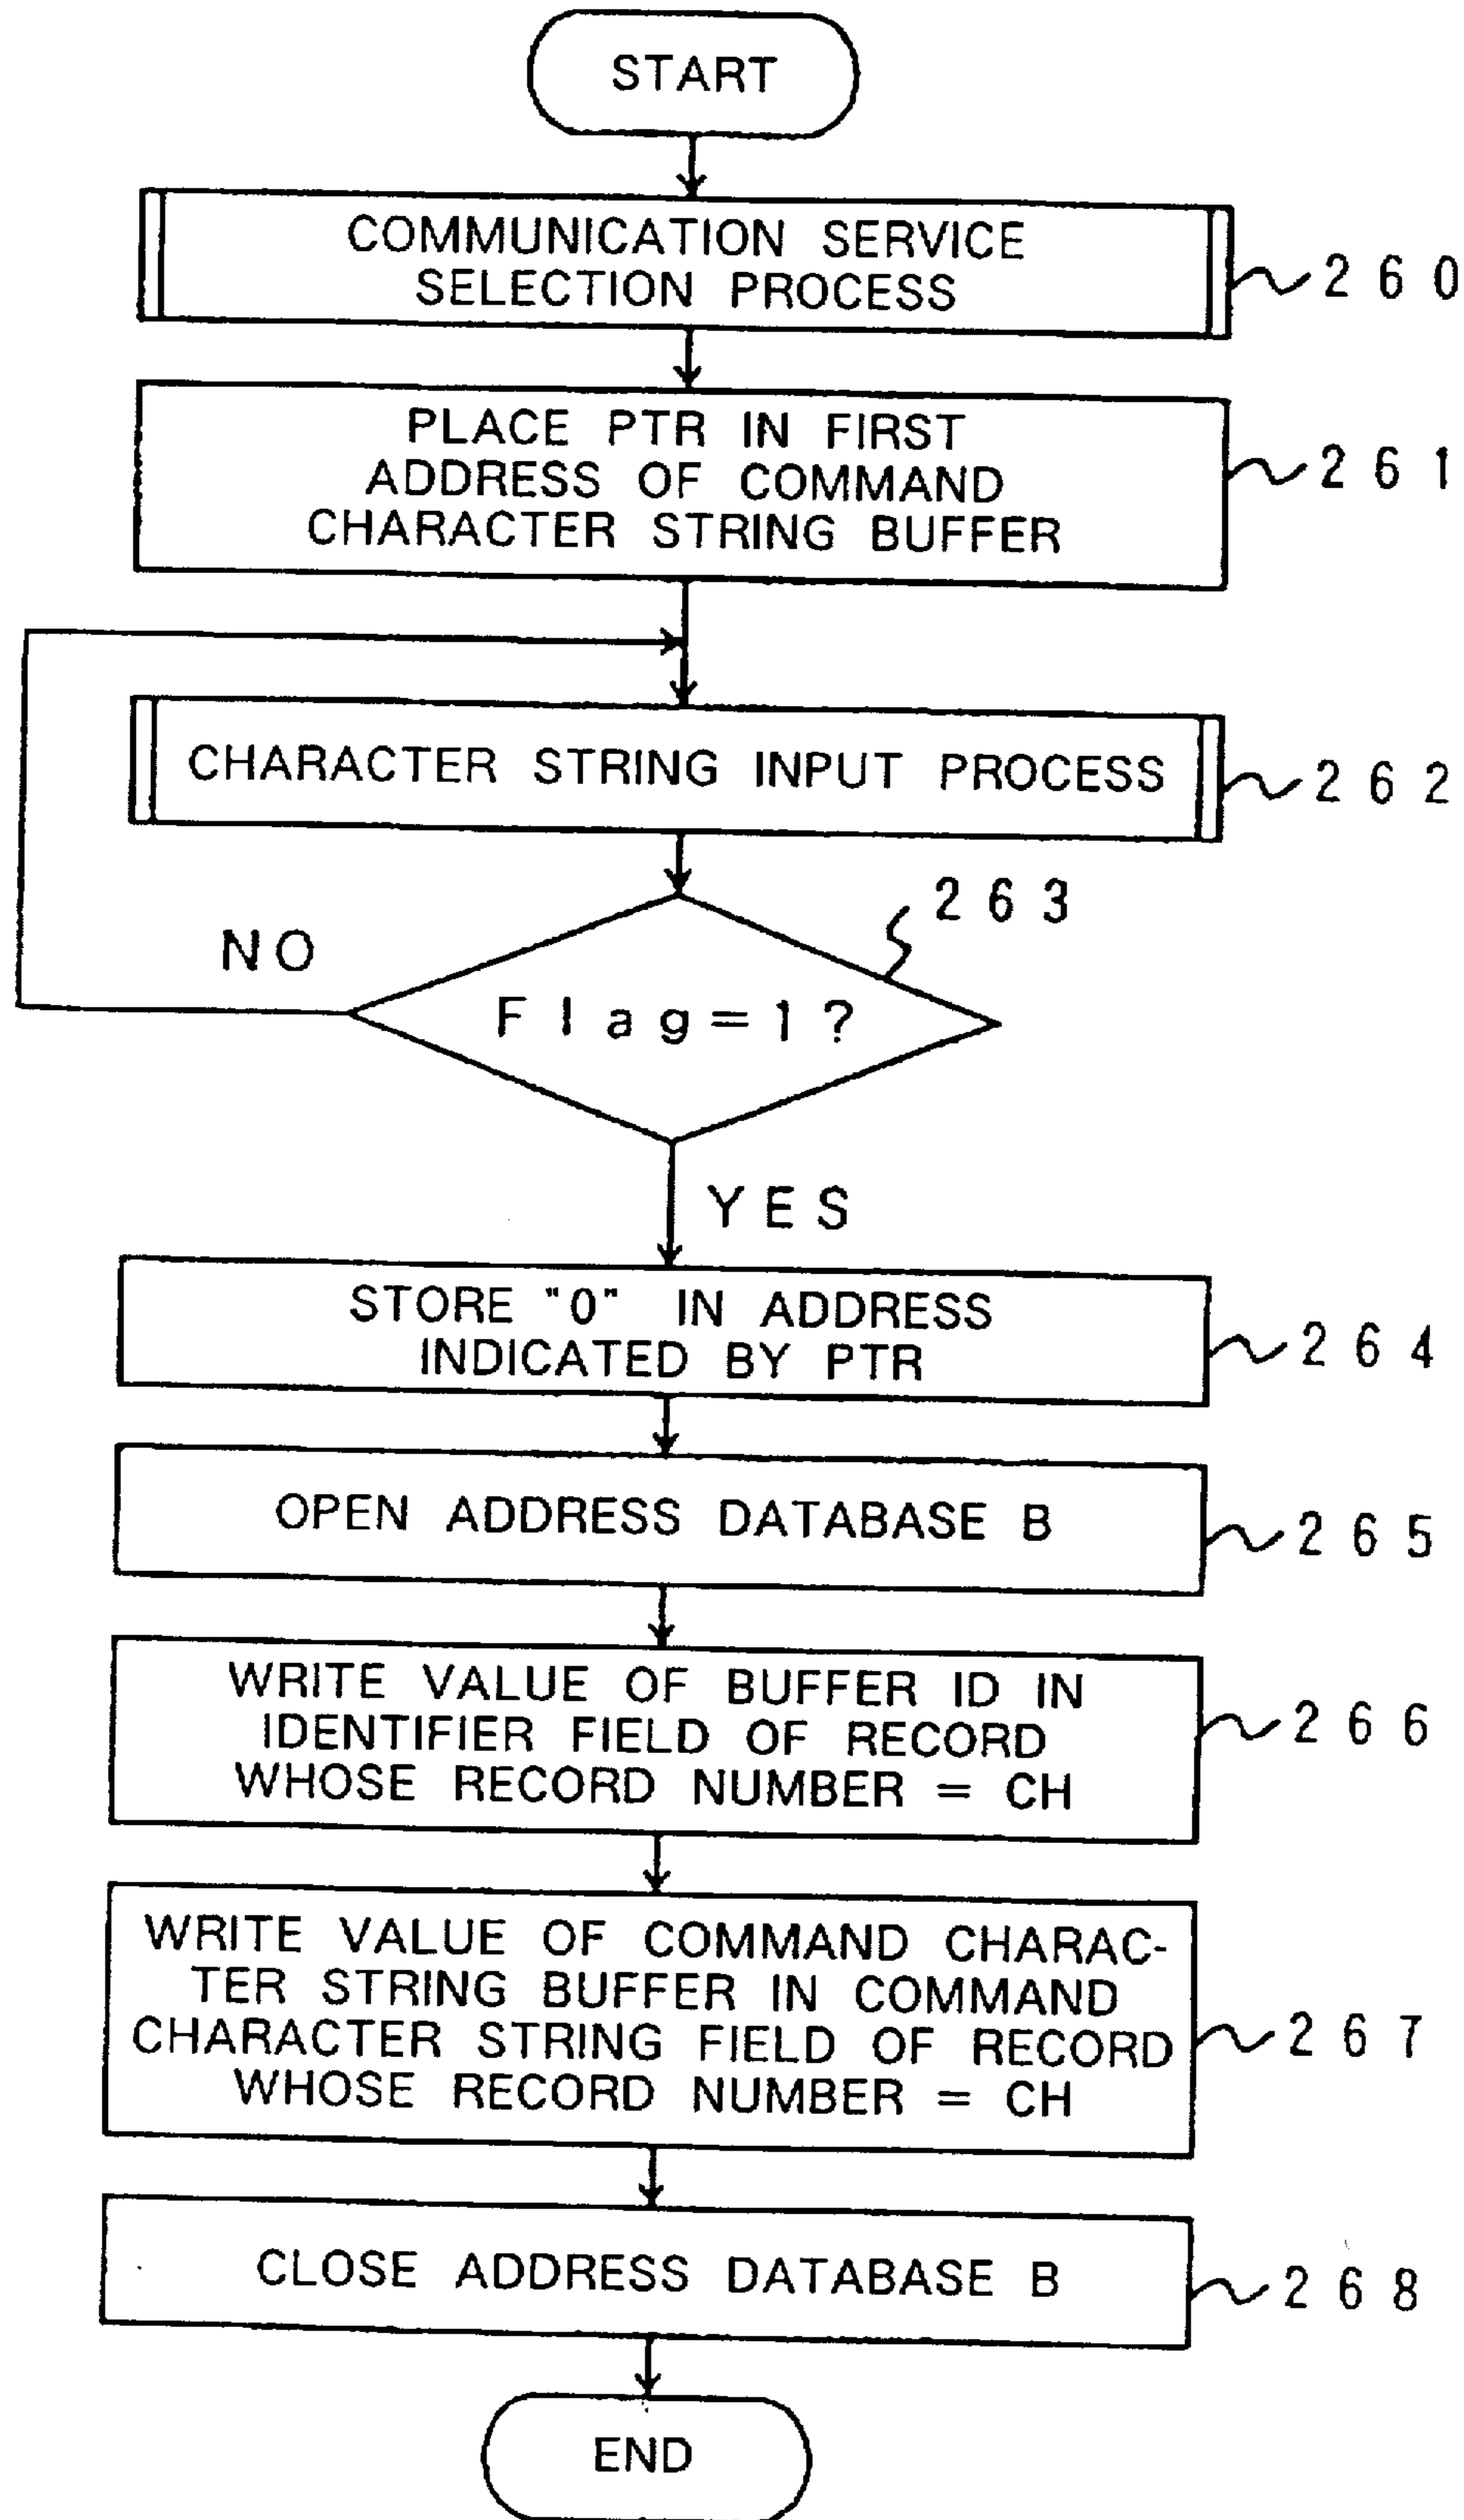 START
COMMUNICATION SERVICE
SELECTION PROCESS
260
PLACE PTR IN FIRST
ADDRESS OF COMMAND
CHARACTER STRING BUFFER
261
CHARACTER STRING INPUT PROCESS
262
263
NO
Flag=1?
YES
STORE "0" IN ADDRESS
INDICATED BY PTR
264
OPEN ADDRESS DATABASE B
265
WRITE VALUE OF BUFFER ID IN
IDENTIFIER FIELD OF RECORD
WHOSE RECORD NUMBER = CH
266
WRITE VALUE OF COMMAND CHARAC-
TER STRING BUFFER IN COMMAND
CHARACTER STRING FIELD OF RECORD
WHOSE RECORD NUMBER = CH
267
CLOSE ADDRESS DATABASE B
268
END